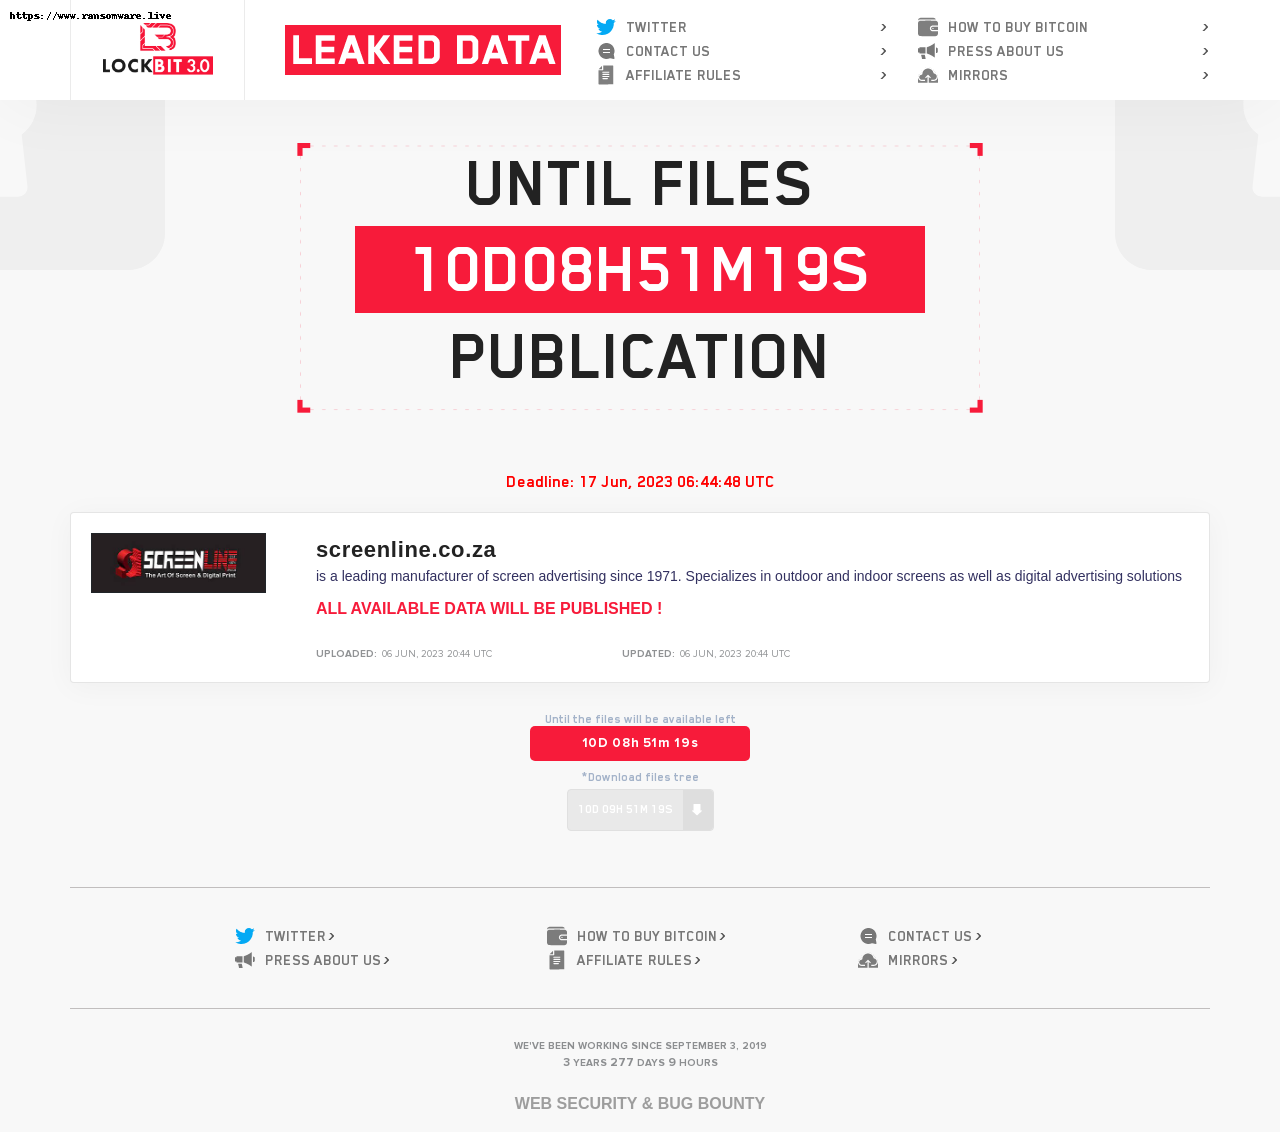 https://www.ransomware.live
LOCKBIT 3.0
LEAKED DATA
TWITTER
CONTACT US
AFFILIATE RULES
HOW TO BUY BITCOIN
PRESS ABOUT US
MIRRORS
UNTIL FILES
10D08H51M19S
PUBLICATION
Deadline: 17 Jun, 2023 06:44:48 UTC
SCREENLINE
The Art Of Screen & Digital Print
screenline.co.za
is a leading manufacturer of screen advertising since 1971. Specializes in outdoor and indoor screens as well as digital advertising solutions
ALL AVAILABLE DATA WILL BE PUBLISHED !
UPLOADED: 06 JUN, 2023 20:44 UTC
UPDATED: 06 JUN, 2023 20:44 UTC
Until the files will be available left
10D 08h 51m 19s
*Download files tree
10D 09H 51M 19S
TWITTER
HOW TO BUY BITCOIN
CONTACT US
PRESS ABOUT US
AFFILIATE RULES
MIRRORS
WE'VE BEEN WORKING SINCE SEPTEMBER 3, 2019
3 YEARS 277 DAYS 9 HOURS
WEB SECURITY & BUG BOUNTY